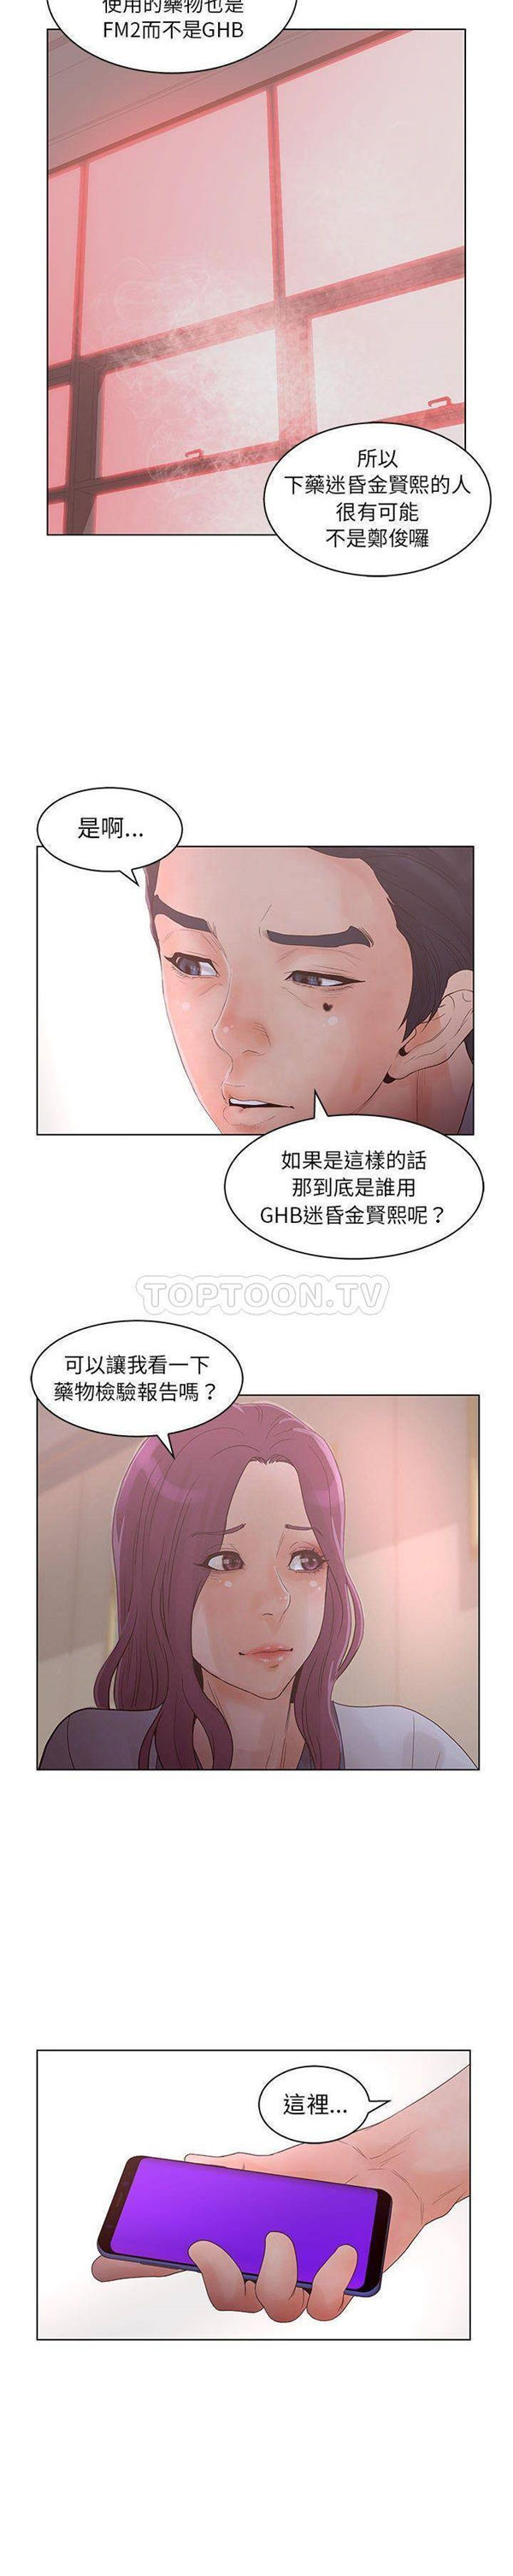 使用的藥物也是
FM2而不是GHB
所以
下藥迷昏金賢熙的人
很有可能
不是鄭俊囉
是啊...
如果是這樣的話
那到底是誰用
GHB迷昏金賢熙呢？
TOPTOON.TV
可以讓我看一下
藥物檢驗報告嗎？
這裡...